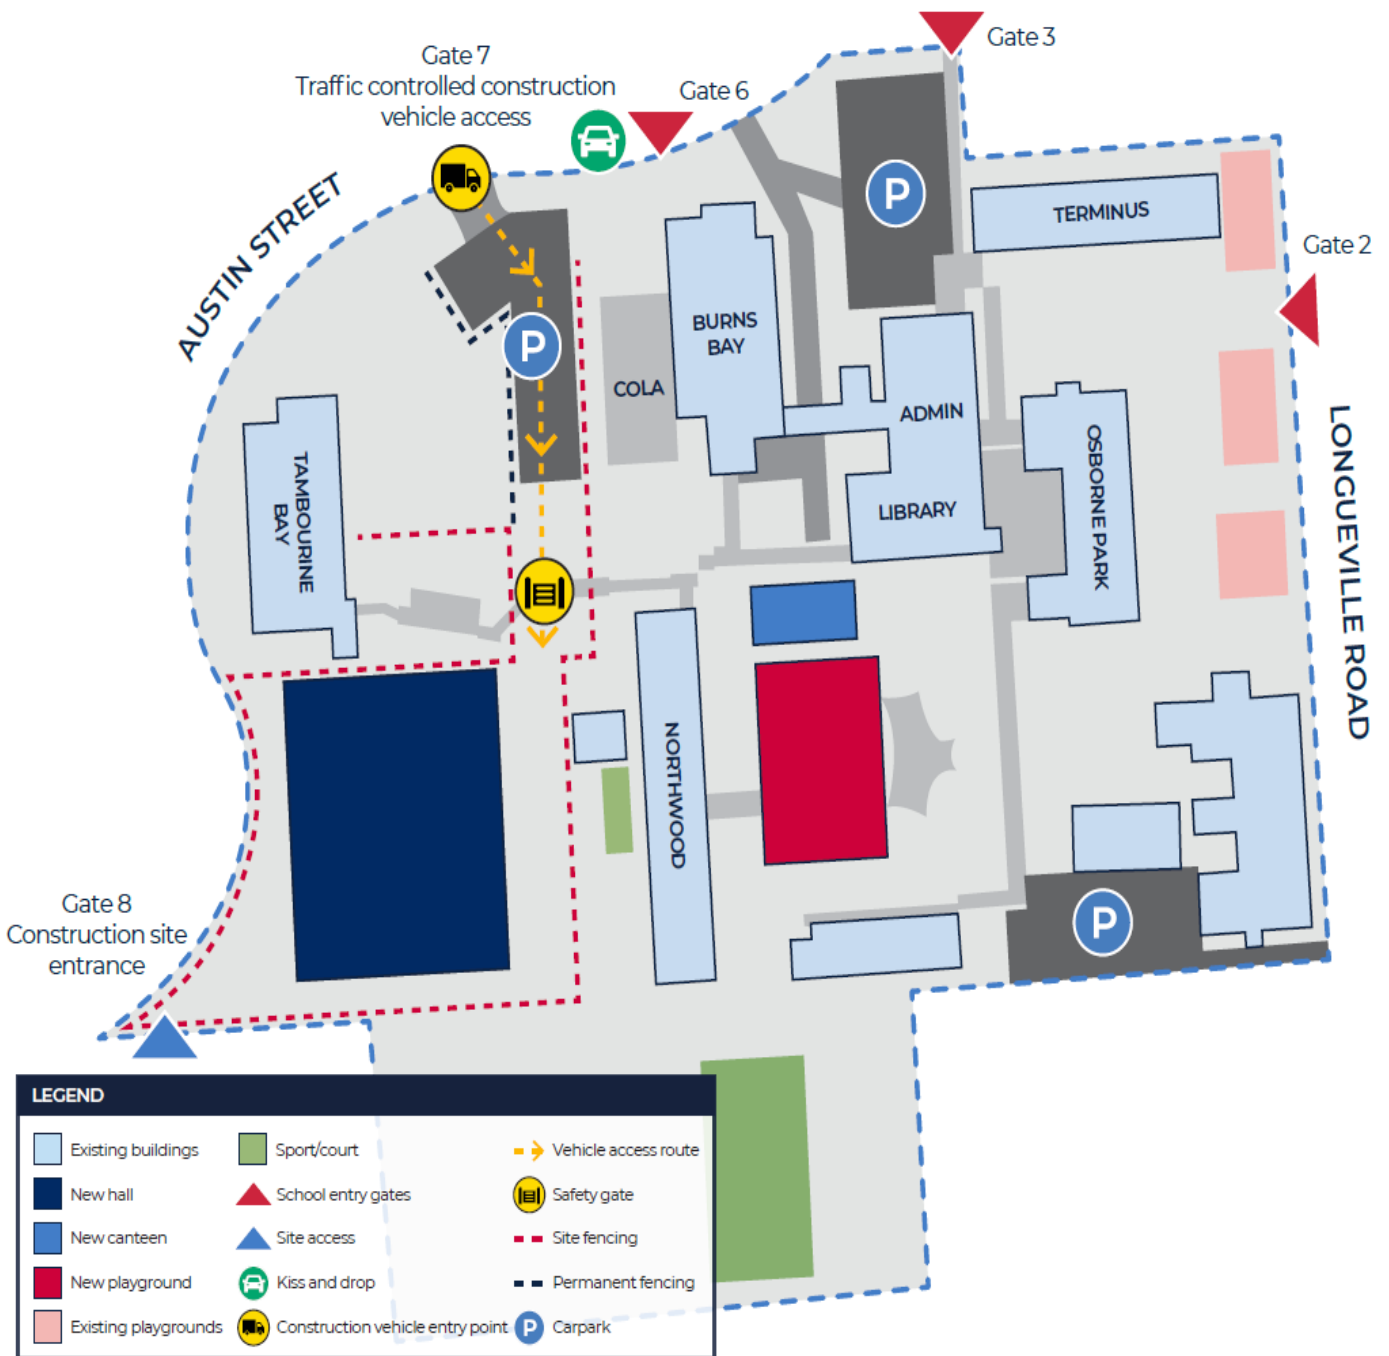 Gate 3
Gate 7
Traffic controlled construction
vehicle access
Gate 6
P
TERMINUS
AUSTIN STREET
Gate 2
BURNS
BAY
P
COLA
ADMIN
OSBORNE PARK
LONGUEVILLE ROAD
TAMBOURINE
BAY
LIBRARY
NORTHWOOD
Gate 8
Construction site
entrance
P
LEGEND
Existing buildings
Sport/court
Vehicle access route
New hall
School entry gates
Safety gate
New canteen
Site access
Site fencing
New playground
Kiss and drop
Permanent fencing
Existing playgrounds
Construction vehicle entry point
P
Carpark